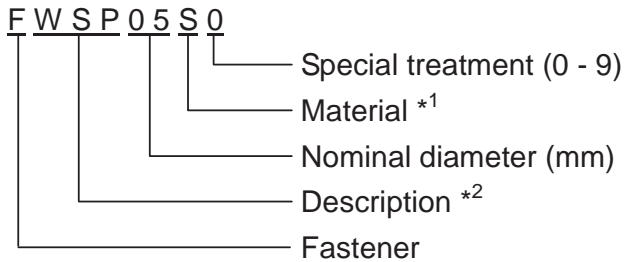 F W S P 0 5 S 0
Special treatment (0 - 9)
Material *1
Nominal diameter (mm)
Description *2
Fastener